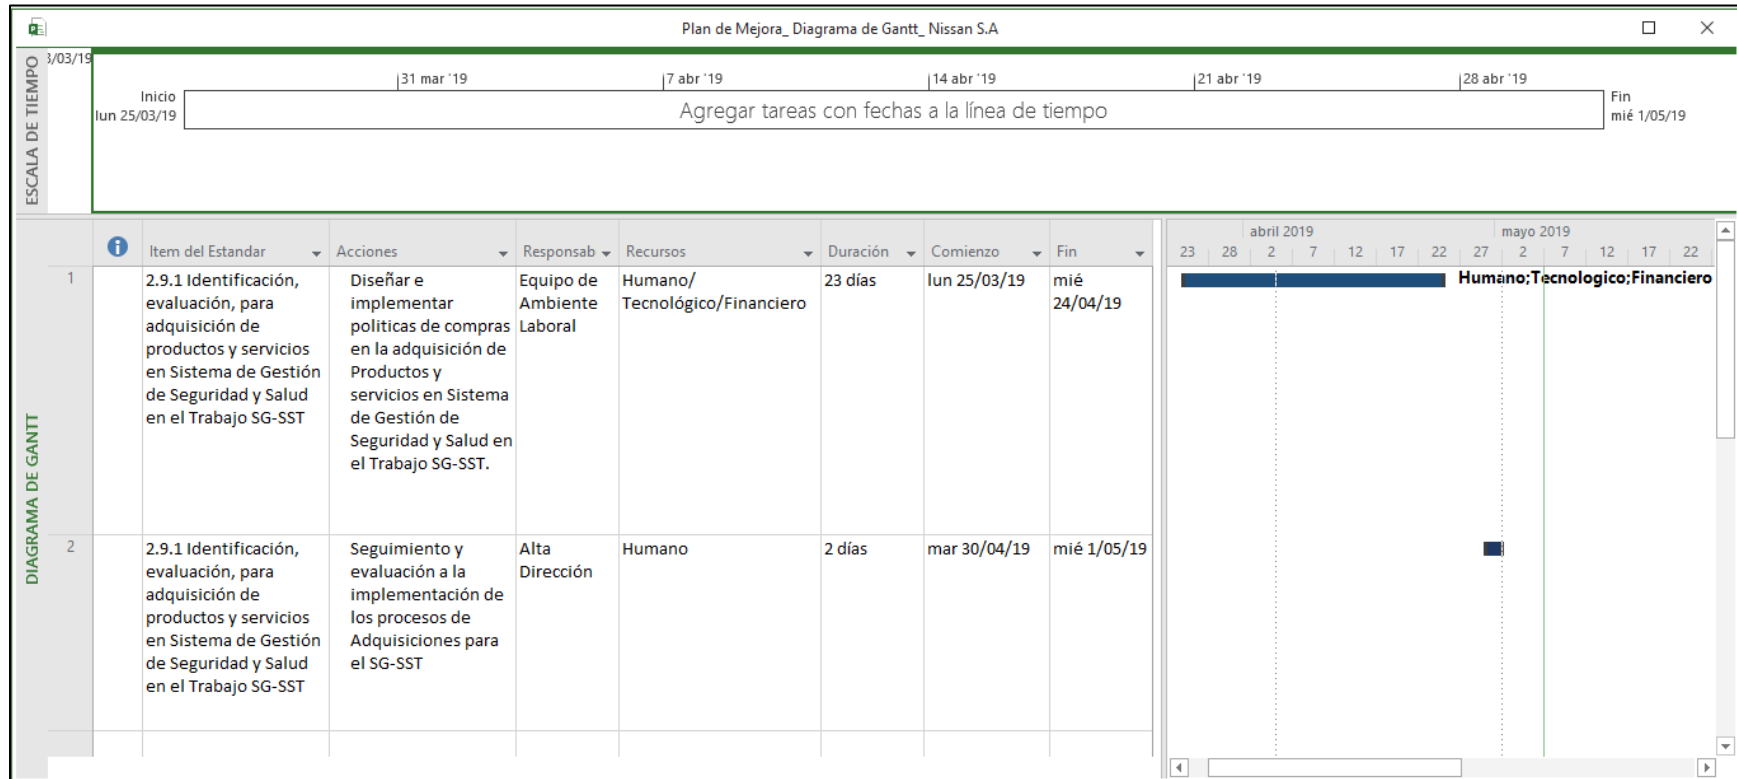 Plan de Mejora_ Diagrama de Gantt_ Nissan S.A
ESCALA DE TIEMPO
3/03/19
31 mar '19
7 abr '19
14 abr '19
21 abr '19
28 abr '19
Inicio
lun 25/03/19
Agregar tareas con fechas a la línea de tiempo
Fin
mié 1/05/19
DIAGRAMA DE GANTT
Item del Estandar
Acciones
Responsab
Recursos
Duración
Comienzo
Fin
abril 2019
mayo 2019
23 28 2 7 12 17 22 27 2 7 12 17 22
1
2.9.1 Identificación,
evaluación, para
adquisición de
productos y servicios
en Sistema de Gestión
de Seguridad y Salud
en el Trabajo SG-SST
Diseñar e
implementar
politicas de compras
en la adquisición de
Productos y
servicios en Sistema
de Gestión de
Seguridad y Salud en
el Trabajo SG-SST.
Equipo de
Ambiente
Laboral
Humano/
Tecnológico/Financiero
23 días
lun 25/03/19
mié
24/04/19
Humano;Tecnologico;Financiero
2
2.9.1 Identificación,
evaluación, para
adquisición de
productos y servicios
en Sistema de Gestión
de Seguridad y Salud
en el Trabajo SG-SST
Seguimiento y
evaluación a la
implementación de
los procesos de
Adquisiciones para
el SG-SST
Alta
Dirección
Humano
2 días
mar 30/04/19
mié 1/05/19